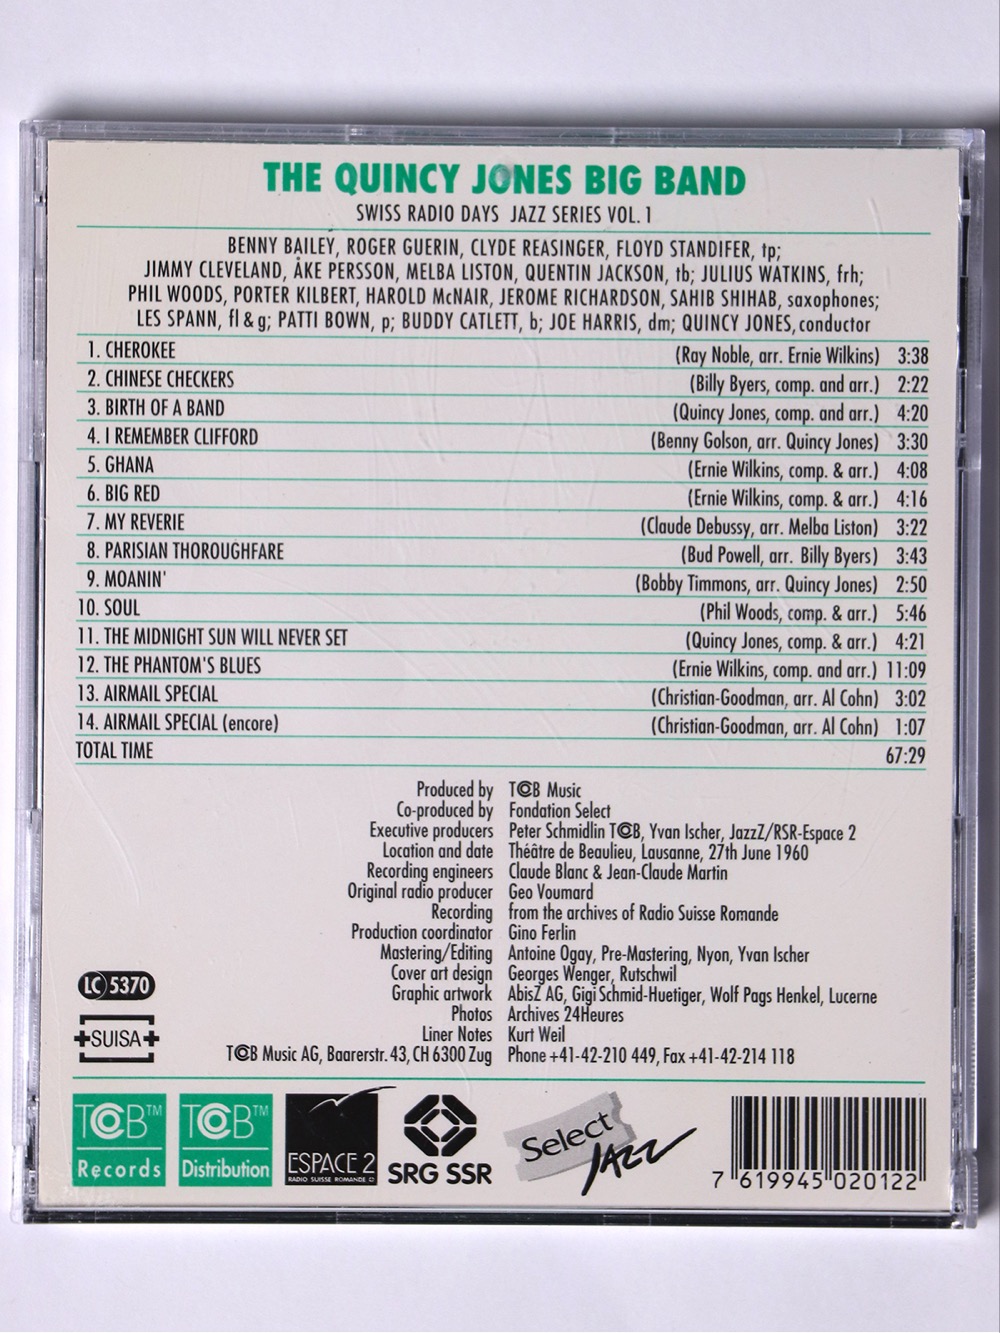 THE QUINCY JONES BIG BAND
SWISS RADIO DAYS JAZZ SERIES VOL. 1
BENNY BAILEY, ROGER GUERIN, CLYDE REASINGER, FLOYD STANDIFER, tp;
JIMMY CLEVELAND, ÅKE PERSSON, MELBA LISTON, QUENTIN JACKSON, tb; JULIUS WATKINS, frh;
PHIL WOODS, PORTER KILBERT, HAROLD McNAIR, JEROME RICHARDSON, SAHIB SHIHAB, saxophones;
LES SPANN, fl & g; PATTI BOWN, p; BUDDY CATLETT, b; JOE HARRIS, dm; QUINCY JONES, conductor
1. CHEROKEE (Ray Noble, arr. Ernie Wilkins) 3:38
2. CHINESE CHECKERS (Billy Byers, comp. and arr.) 2:22
3. BIRTH OF A BAND (Quincy Jones, comp. and arr.) 4:20
4. I REMEMBER CLIFFORD (Benny Golson, arr. Quincy Jones) 3:30
5. GHANA (Ernie Wilkins, comp. & arr.) 4:08
6. BIG RED (Ernie Wilkins, comp. & arr.) 4:16
7. MY REVERIE (Claude Debussy, arr. Melba Liston) 3:22
8. PARISIAN THOROUGHFARE (Bud Powell, arr. Billy Byers) 3:43
9. MOANIN' (Bobby Timmons, arr. Quincy Jones) 2:50
10. SOUL (Phil Woods, comp. & arr.) 5:46
11. THE MIDNIGHT SUN WILL NEVER SET (Quincy Jones, comp. & arr.) 4:21
12. THE PHANTOM'S BLUES (Ernie Wilkins, comp. and arr.) 11:09
13. AIRMAIL SPECIAL (Christian-Goodman, arr. Al Cohn) 3:02
14. AIRMAIL SPECIAL (encore) (Christian-Goodman, arr. Al Cohn) 1:07
TOTAL TIME 67:29
Produced by TCB Music
Co-produced by Fondation Select
Executive producers Peter Schmidlin TCB, Yvan Ischer, JazzZ/RSR-Espace 2
Location and date Théâtre de Beaulieu, Lausanne, 27th June 1960
Recording engineers Claude Blanc & Jean-Claude Martin
Original radio producer Geo Voumard
Recording from the archives of Radio Suisse Romande
Production coordinator Gino Ferlin
Mastering/Editing Antoine Ogay, Pre-Mastering, Nyon, Yvan Ischer
Cover art design Georges Wenger, Rutschwil
Graphic artwork AbisZ AG, Gigi Schmid-Huetiger, Wolf Pags Henkel, Lucerne
Photos Archives 24Heures
Liner Notes Kurt Weil
TCB Music AG, Baarerstr. 43, CH 6300 Zug Phone +41-42-210 449, Fax +41-42-214 118
LC 5370
SUISA
TCB™ Records
TCB™ Distribution
ESPACE 2
RADIO SUISSE ROMANDE
SRG SSR
Select JAZZ
7 619945 020122